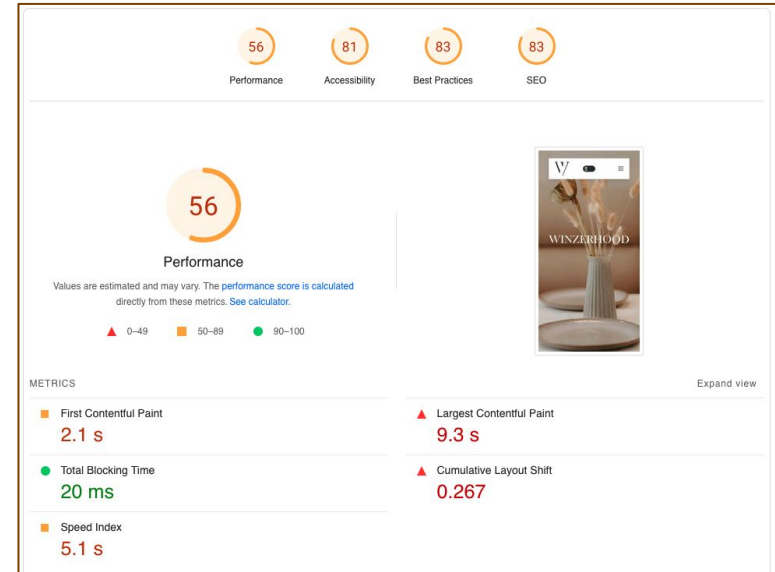 56
Performance
81
Accessibility
83
Best Practices
83
SEO
56
Performance
Values are estimated and may vary. The performance score is calculated
directly from these metrics. See calculator.
0–49
50–89
90–100
W/
WINZERHOOD
METRICS
Expand view
First Contentful Paint
2.1 s
Largest Contentful Paint
9.3 s
Total Blocking Time
20 ms
Cumulative Layout Shift
0.267
Speed Index
5.1 s